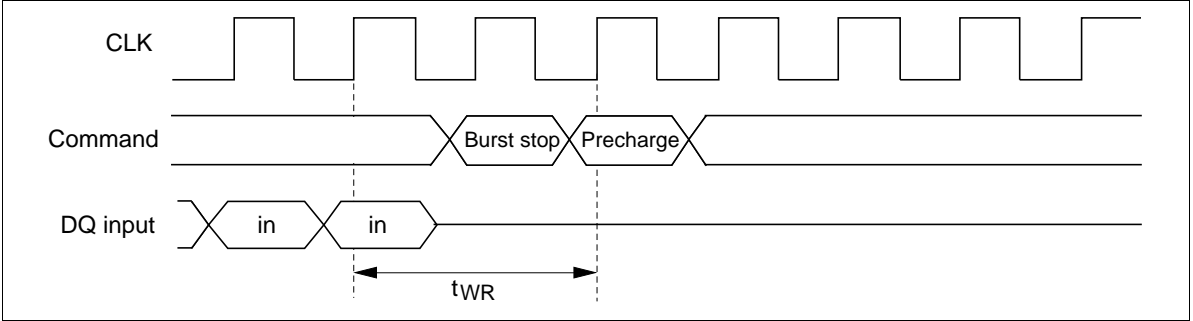 CLK
Command Burst stop Precharge
DQ input in in
tWR